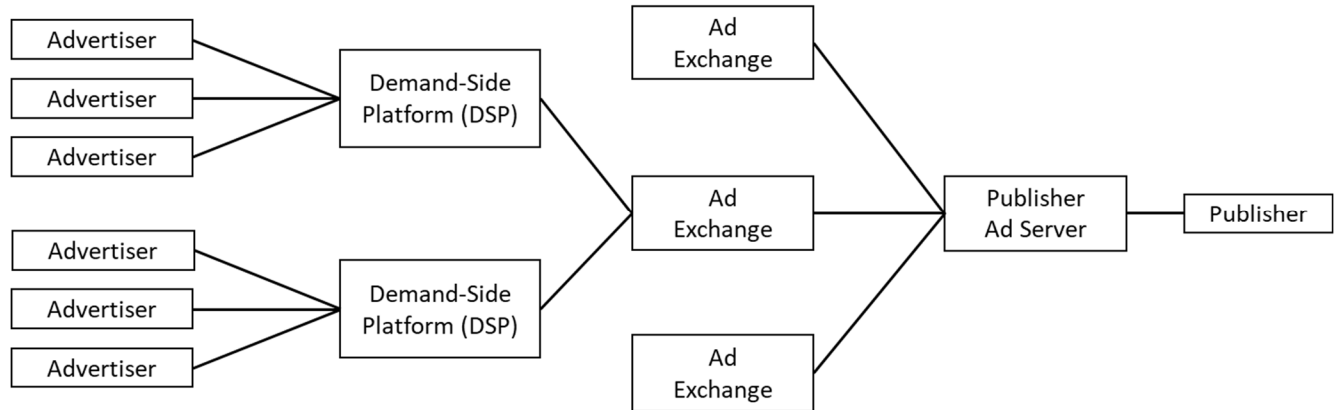 Advertiser
Advertiser
Advertiser
Advertiser
Advertiser
Advertiser
Demand-Side
Platform (DSP)
Demand-Side
Platform (DSP)
Ad
Exchange
Ad
Exchange
Ad
Exchange
Publisher
Ad Server
Publisher